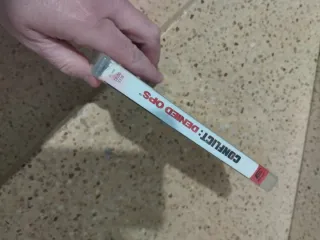 CONFLICT: DENIED OPS